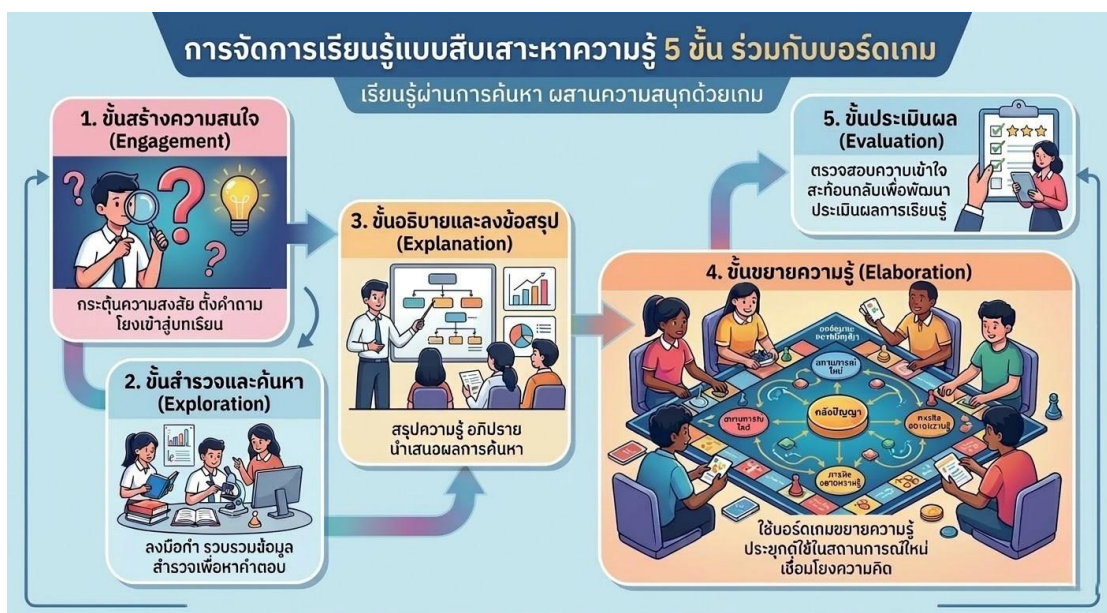 การจัดการเรียนรู้แบบสืบเสาะหาความรู้ 5 ขั้น ร่วมกับบอร์ดเกม
เรียนรู้ผ่านการค้นหา ผสานความสนุกด้วยเกม
1. ขั้นสร้างความสนใจ
(Engagement)
กระตุ้นความสงสัย ตั้งคำถาม
โยงเข้าสู่บทเรียน
2. ขั้นสำรวจและค้นหา
(Exploration)
ลงมือทำ รวบรวมข้อมูล
สำรวจเพื่อหาคำตอบ
3. ขั้นอธิบายและลงข้อสรุป
(Explanation)
สรุปความรู้ อภิปราย
นำเสนอผลการค้นหา
4. ขั้นขยายความรู้ (Elaboration)
สถานการณ์
ใหม่
คลังปัญญา
ใช้บอร์ดเกมขยายความรู้
ประยุกต์ใช้ในสถานการณ์ใหม่
เชื่อมโยงความคิด
5. ขั้นประเมินผล
(Evaluation)
ตรวจสอบความเข้าใจ
สะท้อนกลับเพื่อพัฒนา
ประเมินผลการเรียนรู้